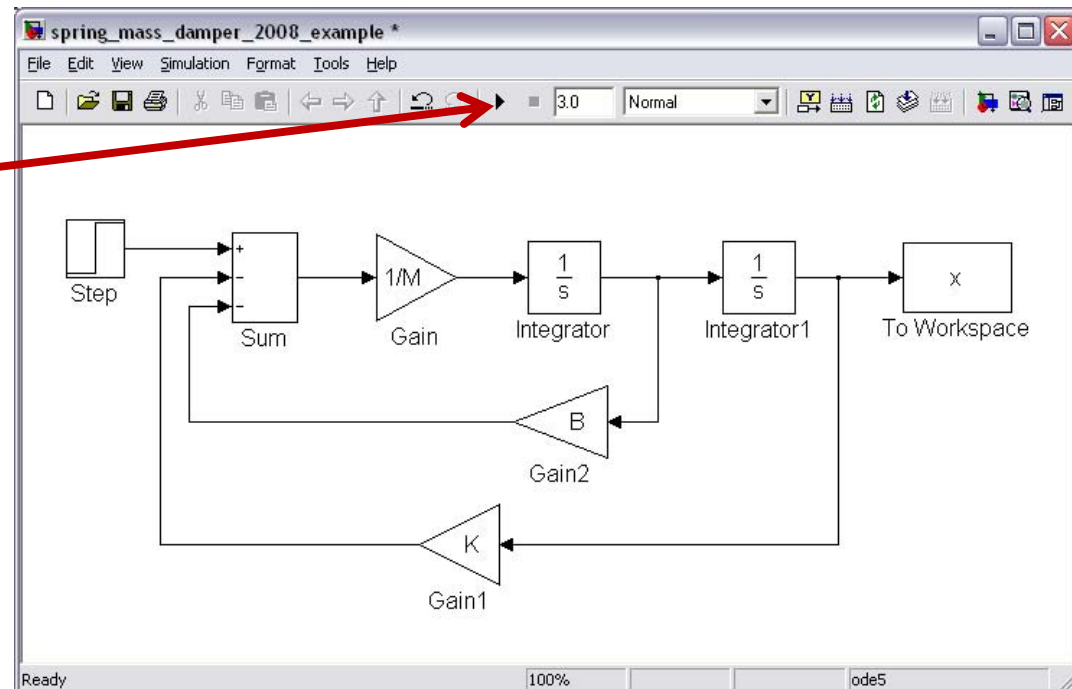 spring_mass_damper_2008_example *
File Edit View Simulation Format Tools Help
3.0 Normal
Step
+
−
−
Sum
1/M
Gain
1
s
Integrator
1
s
Integrator1
x
To Workspace
B
Gain2
K
Gain1
Ready 100% ode5